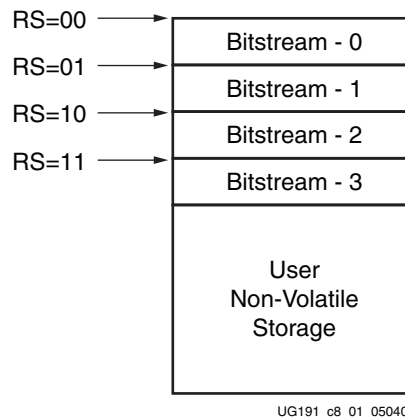 RS=00
Bitstream - 0
RS=01
Bitstream - 1
RS=10
Bitstream - 2
RS=11
Bitstream - 3
User
Non-Volatile
Storage
UG191_c8_01_05040